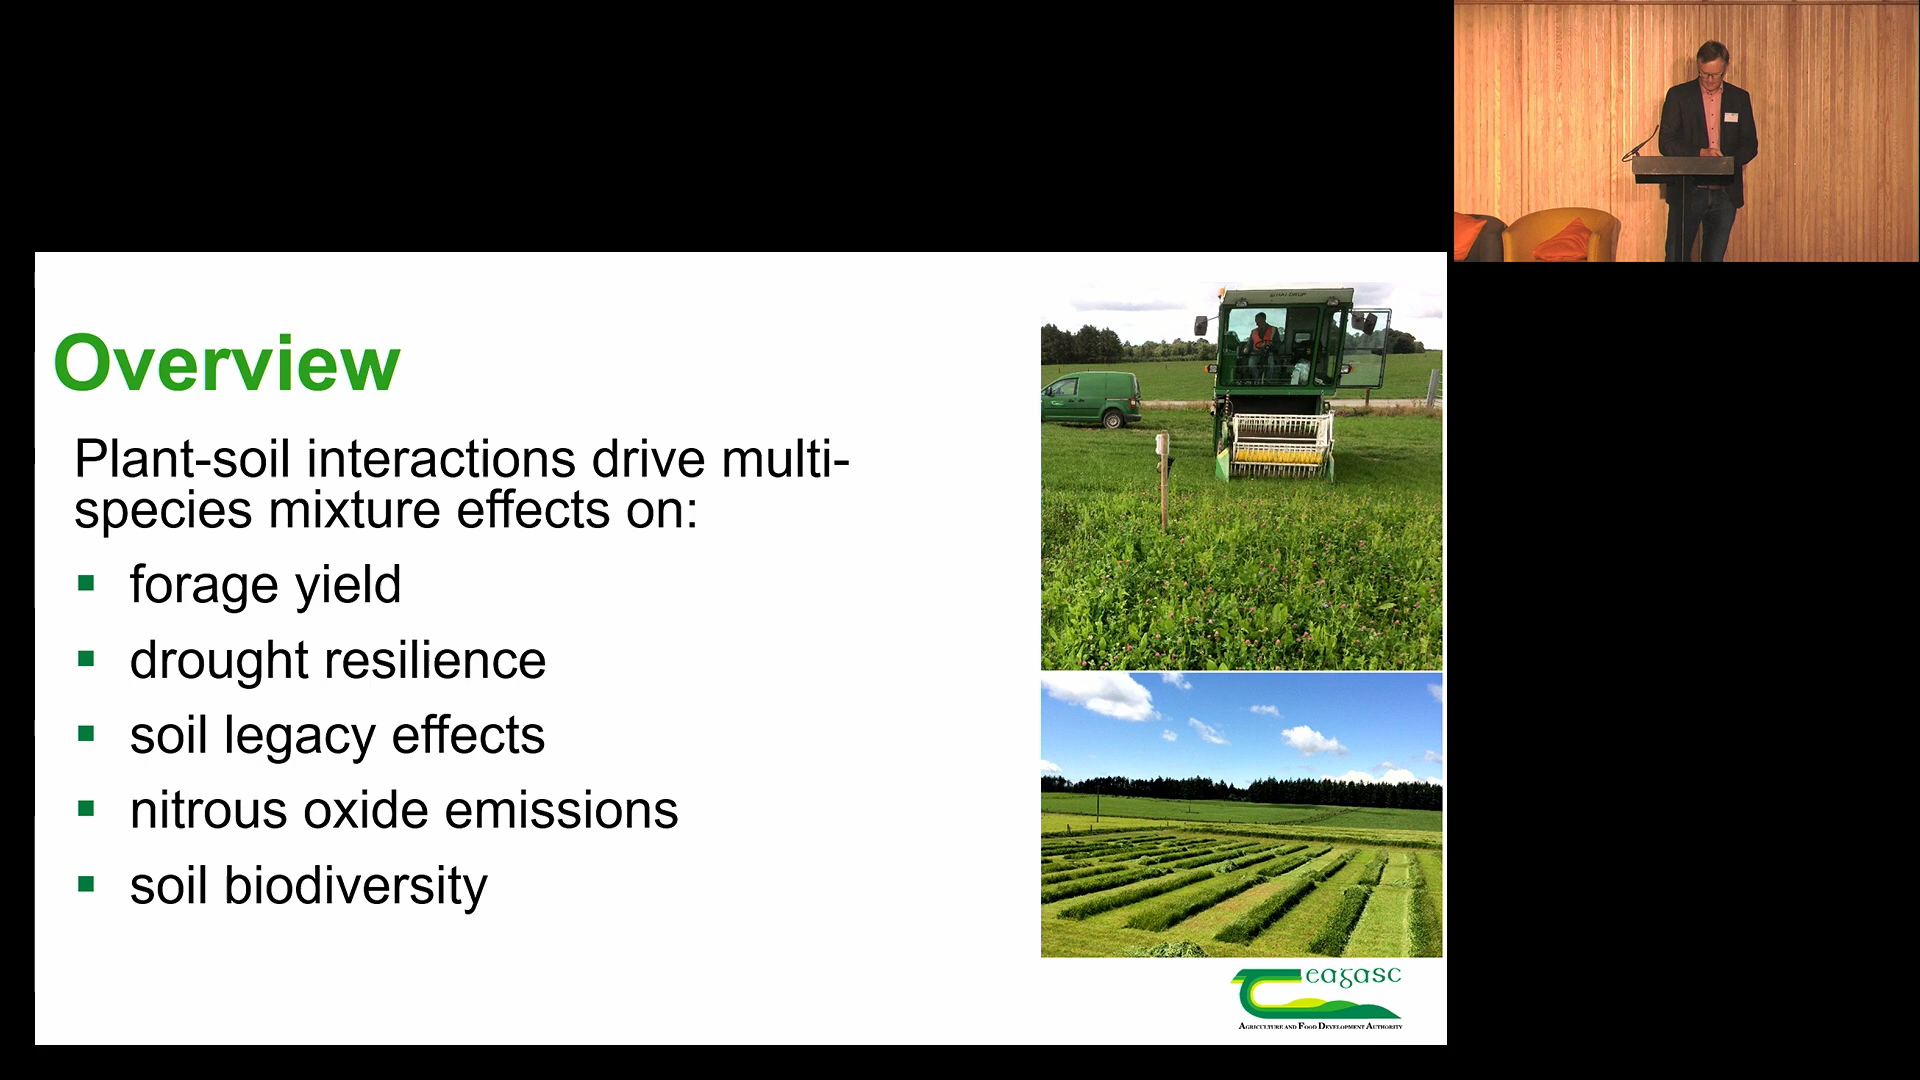 Overview
Plant-soil interactions drive multi-
species mixture effects on:
▪ forage yield
▪ drought resilience
▪ soil legacy effects
▪ nitrous oxide emissions
▪ soil biodiversity
HALDRUP
Teagasc
AGRICULTURE AND FOOD DEVELOPMENT AUTHORITY